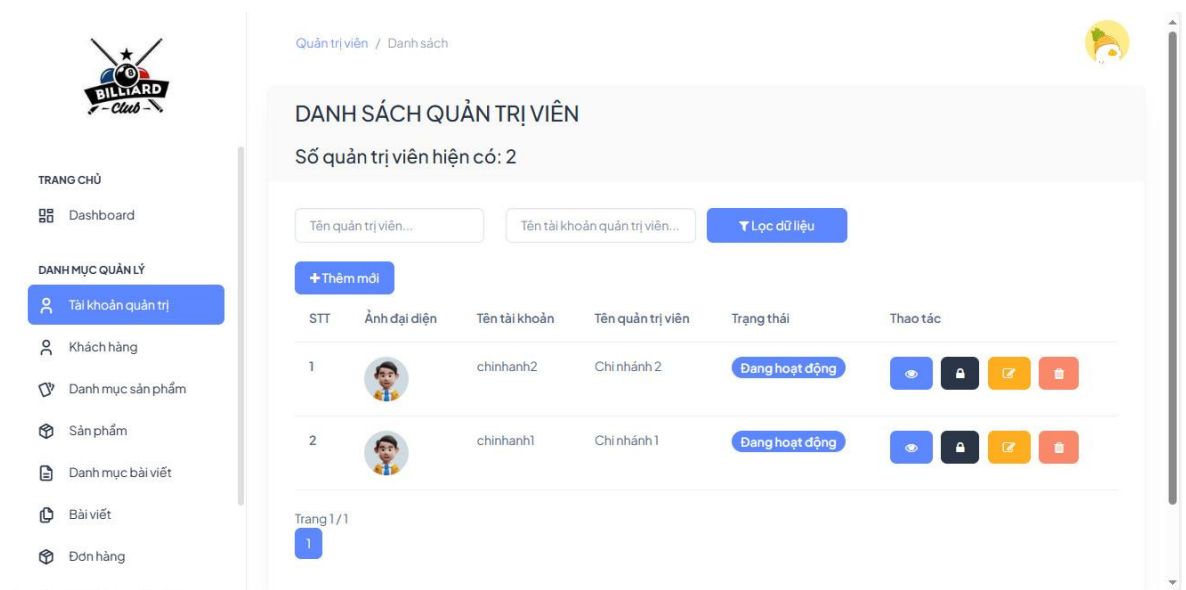 BILLIARD
Club
TRANG CHỦ
Dashboard
DANH MỤC QUẢN LÝ
Tài khoản quản trị
Khách hàng
Danh mục sản phẩm
Sản phẩm
Danh mục bài viết
Bài viết
Đơn hàng
Quản trị viên / Danh sách
DANH SÁCH QUẢN TRỊ VIÊN
Số quản trị viên hiện có: 2
Tên quản trị viên... Tên tài khoản quản trị viên... Lọc dữ liệu
Thêm mới
STT Ảnh đại diện Tên tài khoản Tên quản trị viên Trạng thái Thao tác
1 chinhanh2 Chi nhánh 2 Đang hoạt động
2 chinhanh1 Chi nhánh 1 Đang hoạt động
Trang 1 / 1
1